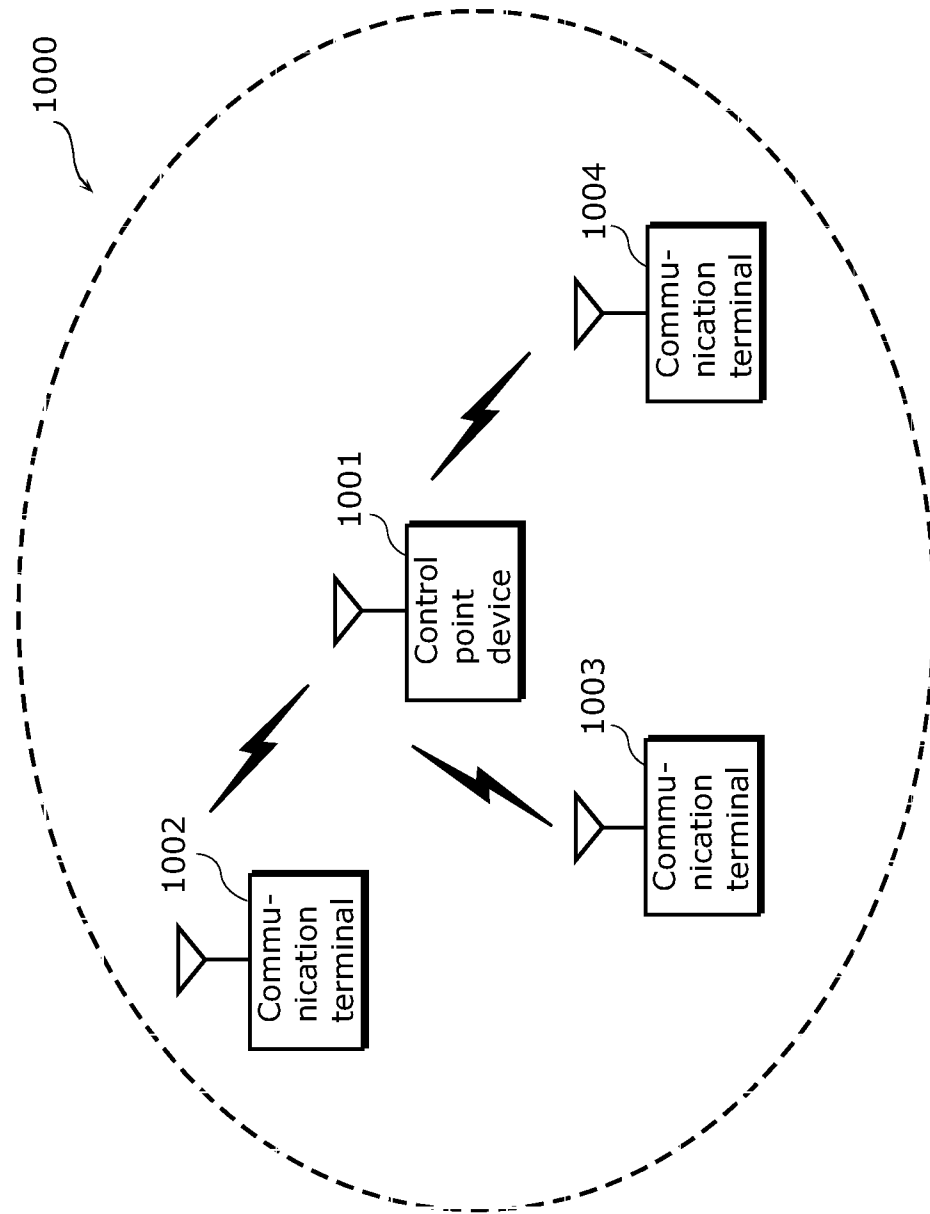 1000
1002
Commu-
nication
terminal
1001
Control
point
device
1003
Commu-
nication
terminal
1004
Commu-
nication
terminal